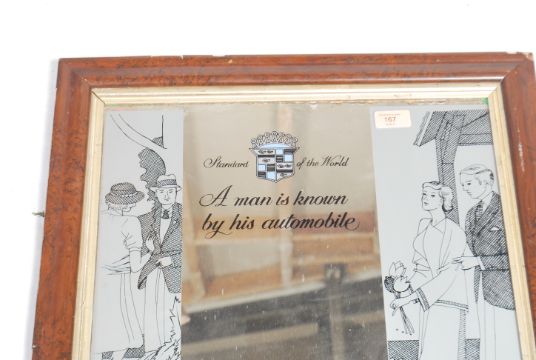 167
Standard of the World
A man is known
by his automobile